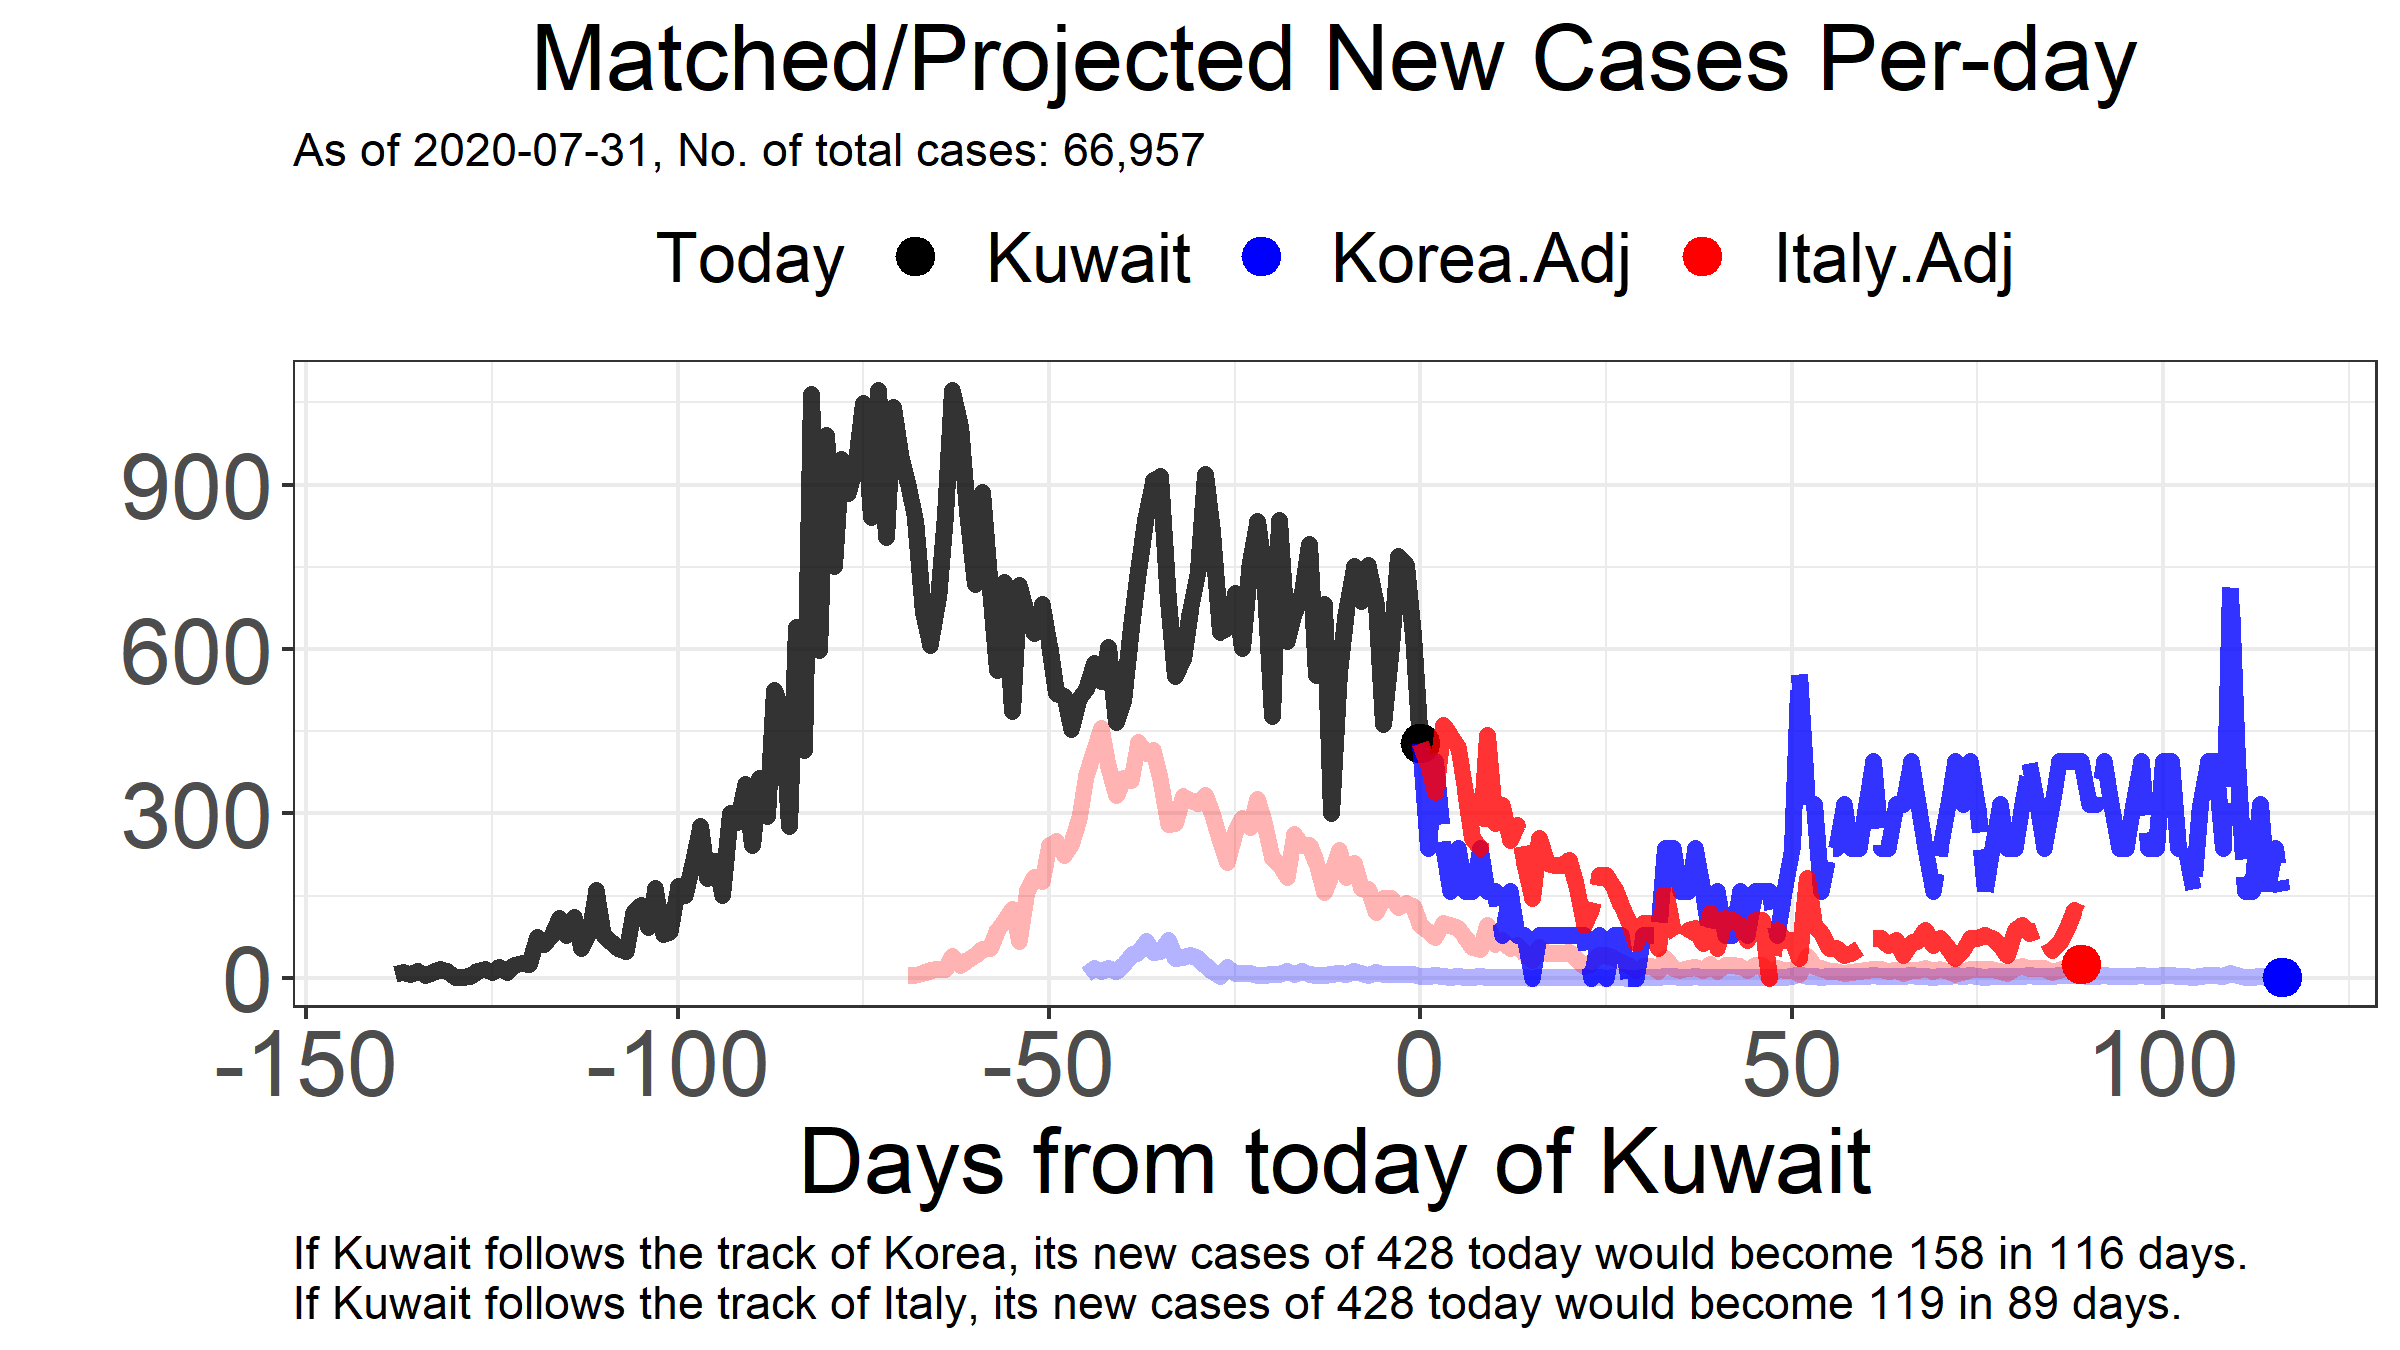 Matched/Projected New Cases Per-day
As of 2020-07-31, No. of total cases: 66,957
Today Kuwait Korea.Adj Italy.Adj
900
600
300
0
-150 -100 -50 0 50 100
Days from today of Kuwait
If Kuwait follows the track of Korea, its new cases of 428 today would become 158 in 116 days.
If Kuwait follows the track of Italy, its new cases of 428 today would become 119 in 89 days.